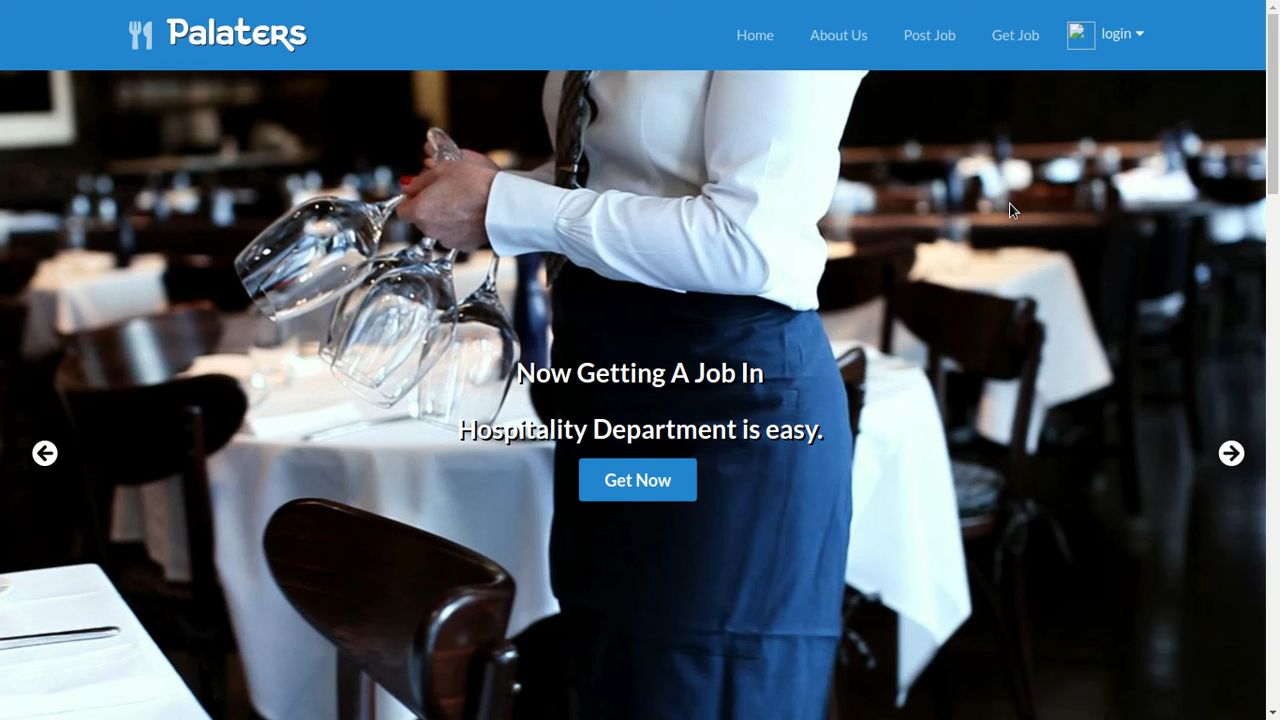 Palaters
Home
About Us
Post Job
Get Job
login
Now Getting A Job In
Hospitality Department is easy.
Get Now